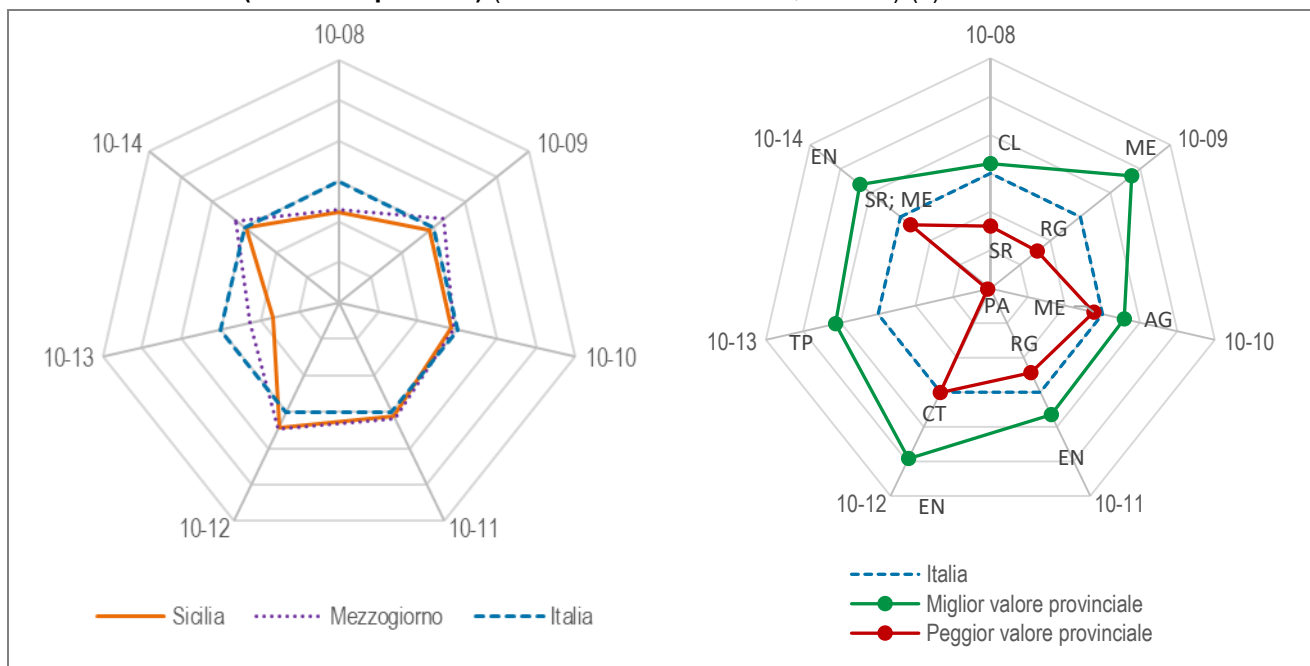 10-08
10-14
10-09
10-13
10-10
10-12
10-11
Sicilia
Mezzogiorno
Italia
10-08
10-14
10-09
EN
CL
ME
SR; ME
RG
SR
PA
ME
AG
10-13
TP
10-10
RG
CT
EN
10-12
EN
10-11
Italia
Miglior valore provinciale
Peggior valore provinciale